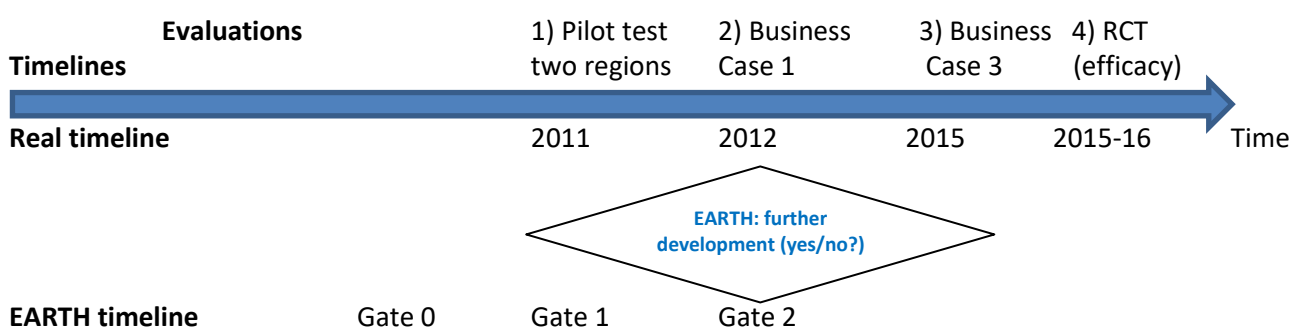 Evaluations 1) Pilot test 2) Business 3) Business 4) RCT
Timelines two regions Case 1 Case 3 (efficacy)
Real timeline 2011 2012 2015 2015-16 Time
EARTH: further
development (yes/no?)
EARTH timeline Gate 0 Gate 1 Gate 2